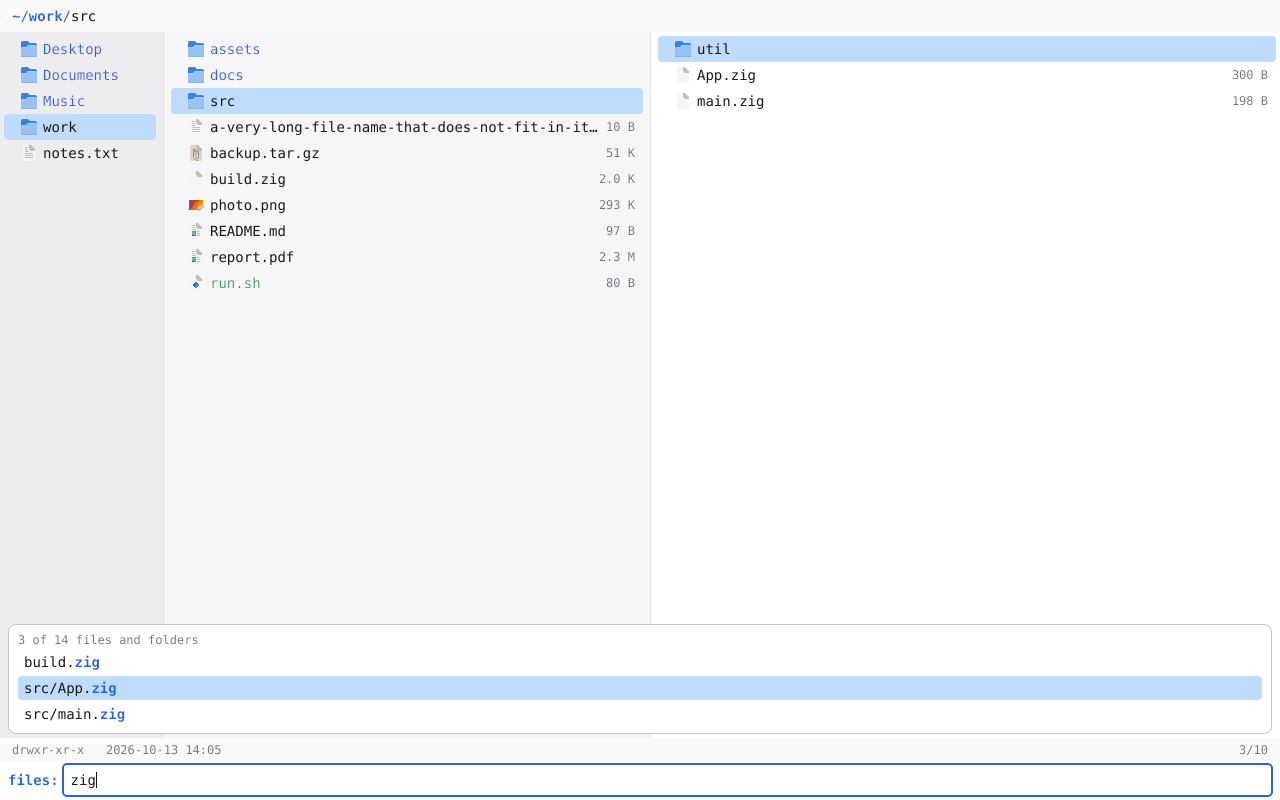 ~/work/src
Desktop
Documents
Music
work
notes.txt
assets
docs
src
a-very-long-file-name-that-does-not-fit-in-it… 10 B
backup.tar.gz 51 K
build.zig 2.0 K
photo.png 293 K
README.md 97 B
report.pdf 2.3 M
run.sh 80 B
util
App.zig 300 B
main.zig 198 B
3 of 14 files and folders
build.zig
src/App.zig
src/main.zig
drwxr-xr-x 2026-10-13 14:05 3/10
files: zig